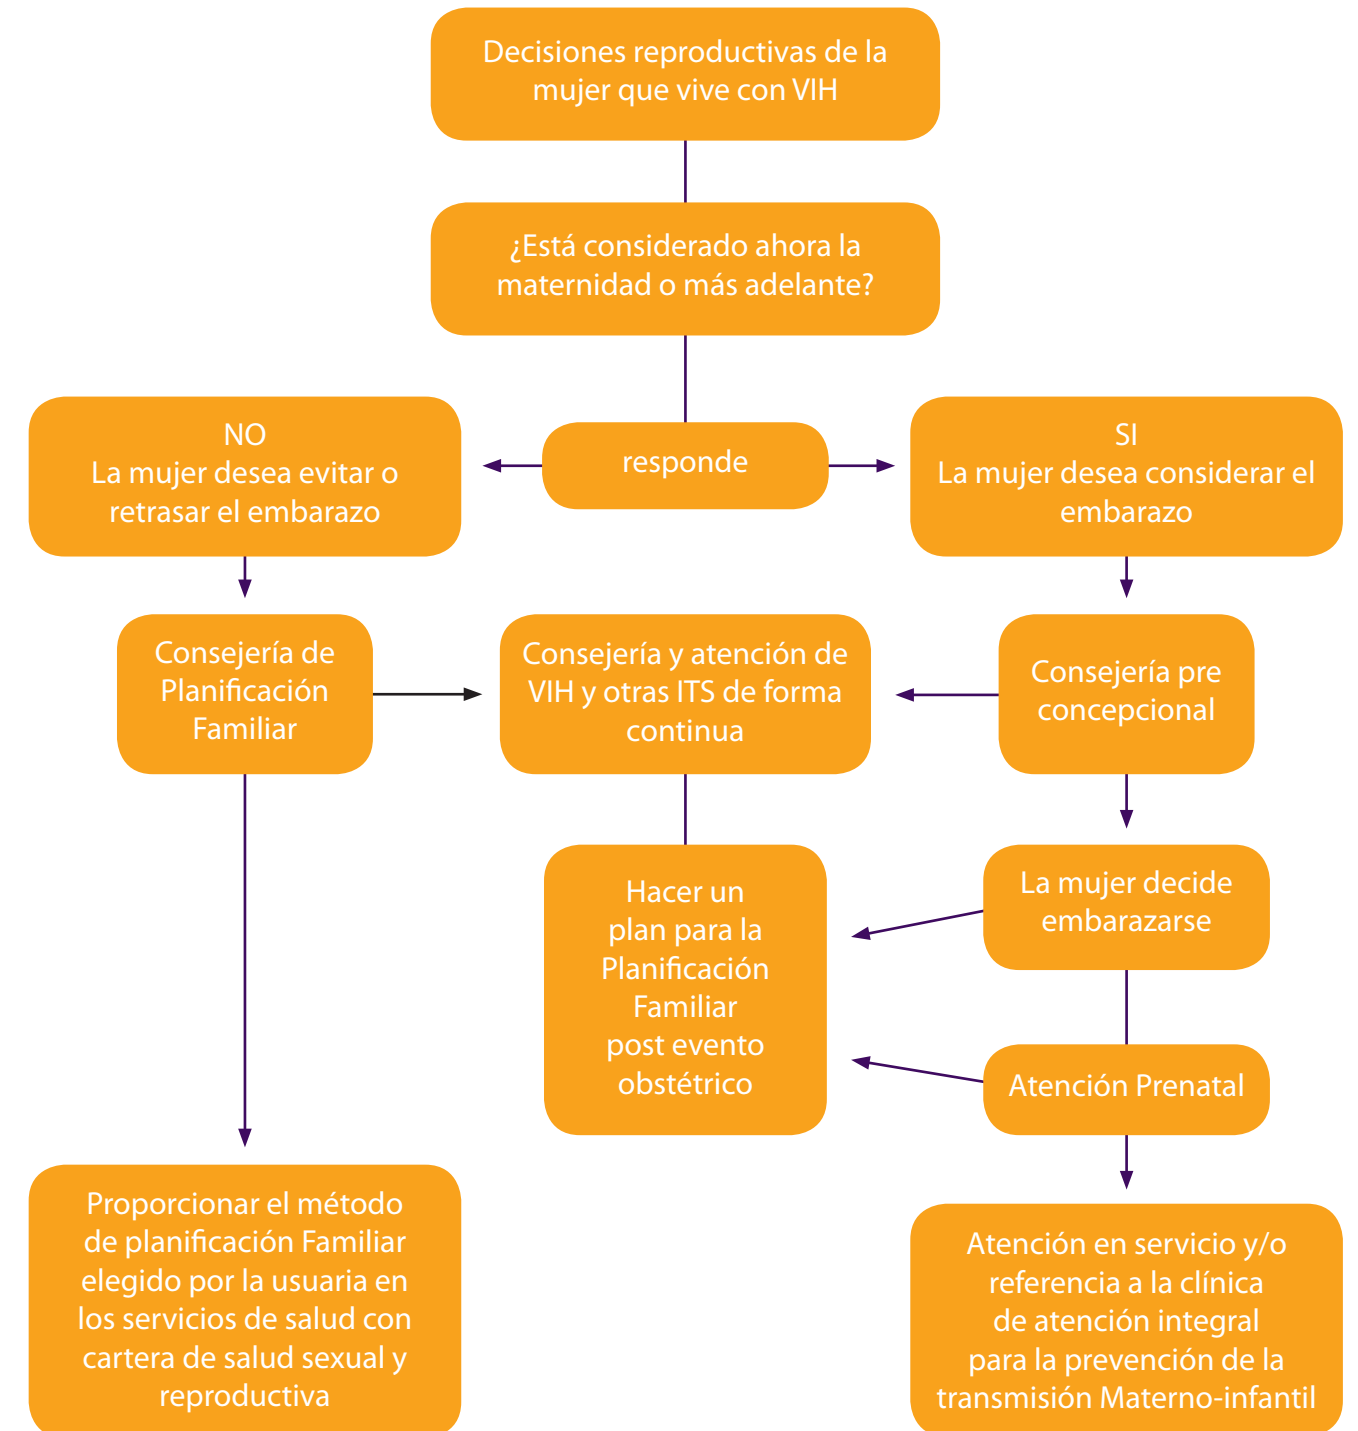 Decisiones reproductivas de la
mujer que vive con VIH
¿Está considerado ahora la
maternidad o más adelante?
responde
NO
La mujer desea evitar o
retrasar el embarazo
SI
La mujer desea considerar el
embarazo
Consejería de
Planificación
Familiar
Consejería y atención de
VIH y otras ITS de forma
continua
Consejería pre
concepcional
Hacer un
plan para la
Planificación
Familiar
post evento
obstétrico
La mujer decide
embarazarse
Atención Prenatal
Proporcionar el método
de planificación Familiar
elegido por la usuaria en
los servicios de salud con
cartera de salud sexual y
reproductiva
Atención en servicio y/o
referencia a la clínica
de atención integral
para la prevención de la
transmisión Materno-infantil